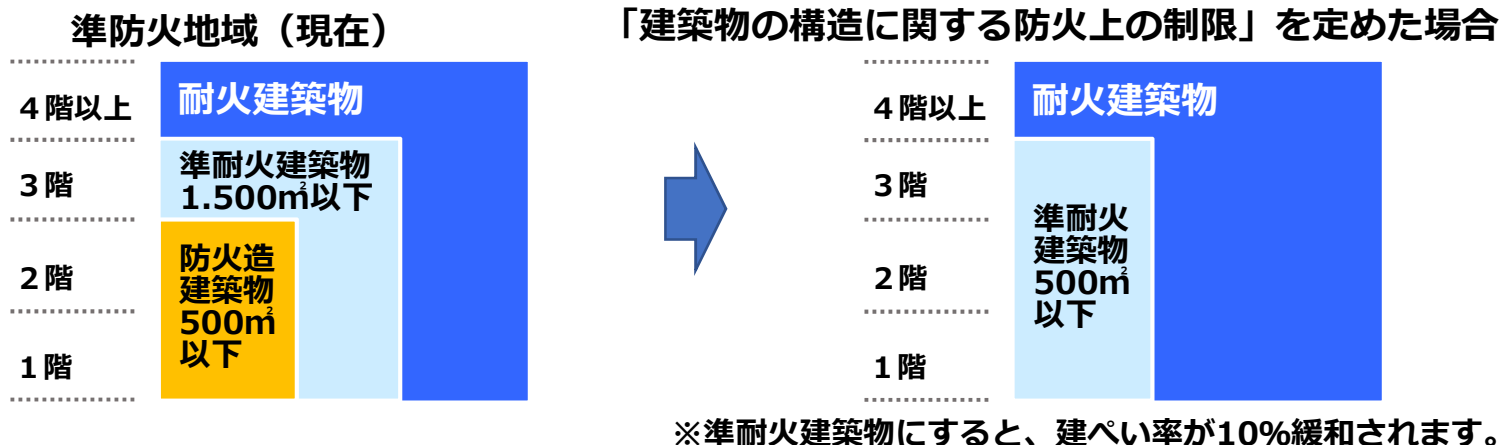 準防火地域（現在）
４階以上
３階
２階
１階
耐火建築物
準耐火建築物
1.500㎡以下
防火造
建築物
500㎡
以下
「建築物の構造に関する防火上の制限」を定めた場合
４階以上
３階
２階
１階
耐火建築物
準耐火
建築物
500㎡
以下
※準耐火建築物にすると、建ぺい率が10%緩和されます。